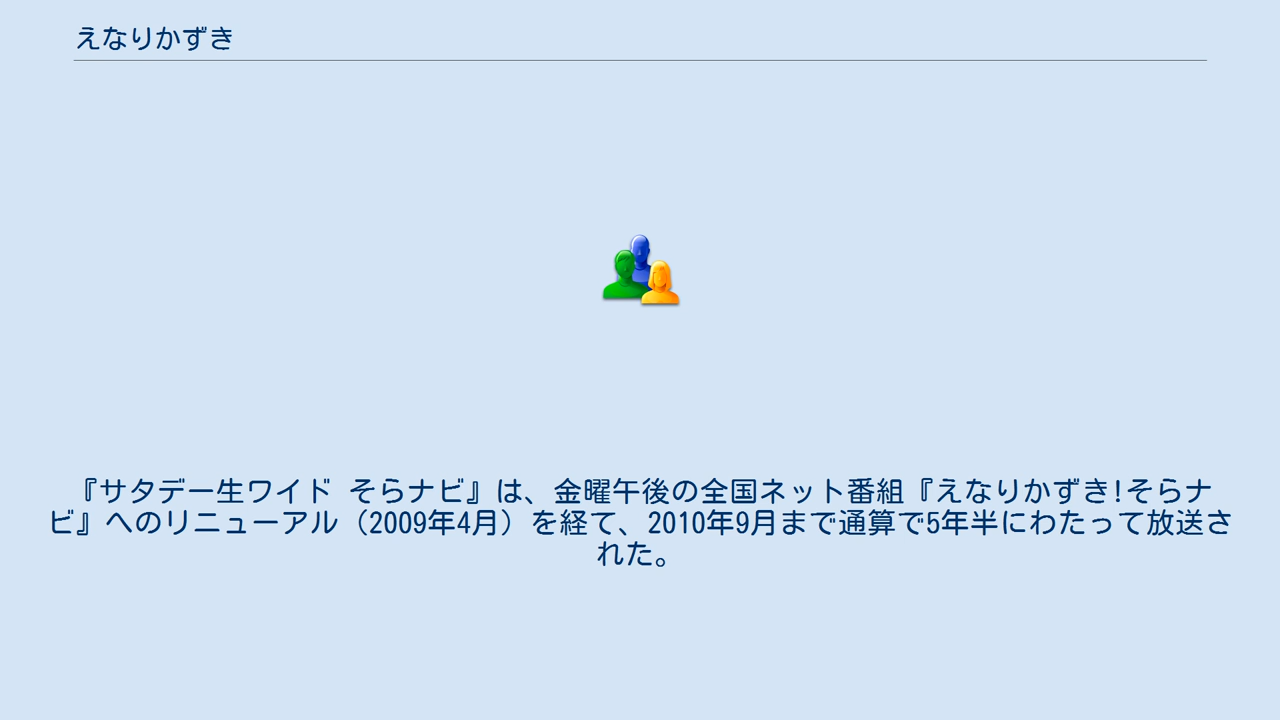 えなりかずき
『サタデー生ワイド そらナビ』は、金曜午後の全国ネット番組『えなりかずき!そらナ
ビ』へのリニューアル（2009年4月）を経て、2010年9月まで通算で5年半にわたって放送さ
れた。